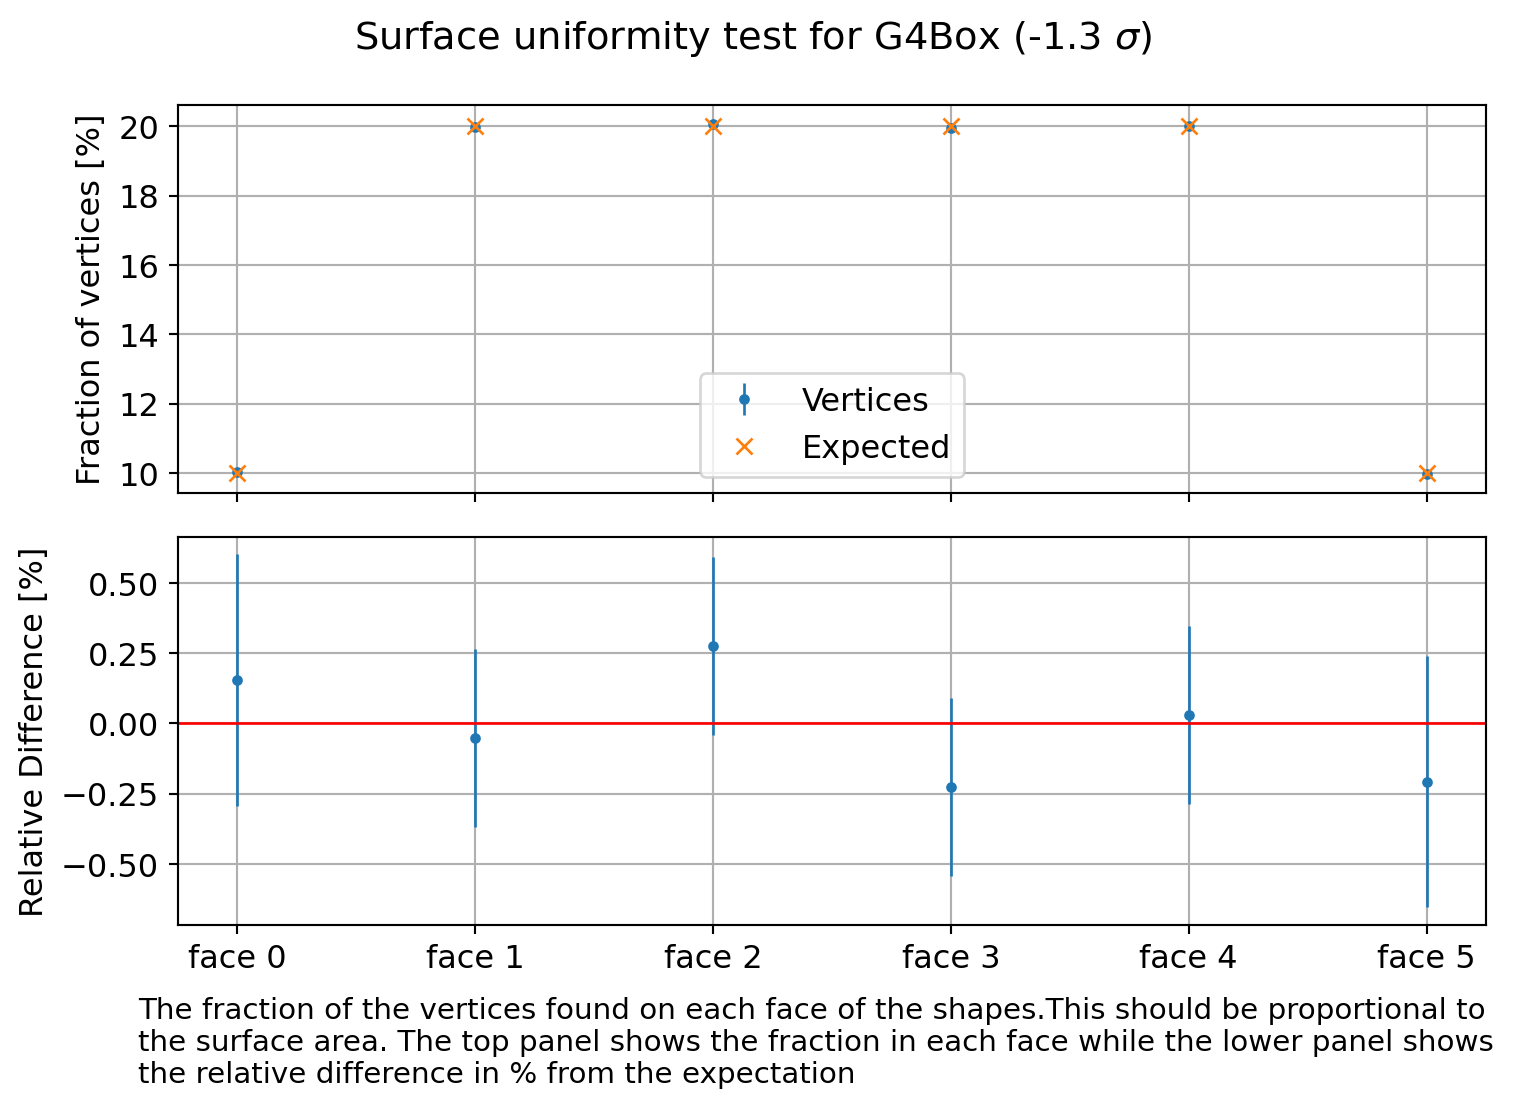 Surface uniformity test for G4Box (-1.3 σ)
Fraction of vertices [%]
20
18
16
14
12
10
Vertices
Expected
Relative Difference [%]
0.50
0.25
0.00
−0.25
−0.50
face 0 face 1 face 2 face 3 face 4 face 5
The fraction of the vertices found on each face of the shapes.This should be proportional to
the surface area. The top panel shows the fraction in each face while the lower panel shows
the relative difference in % from the expectation